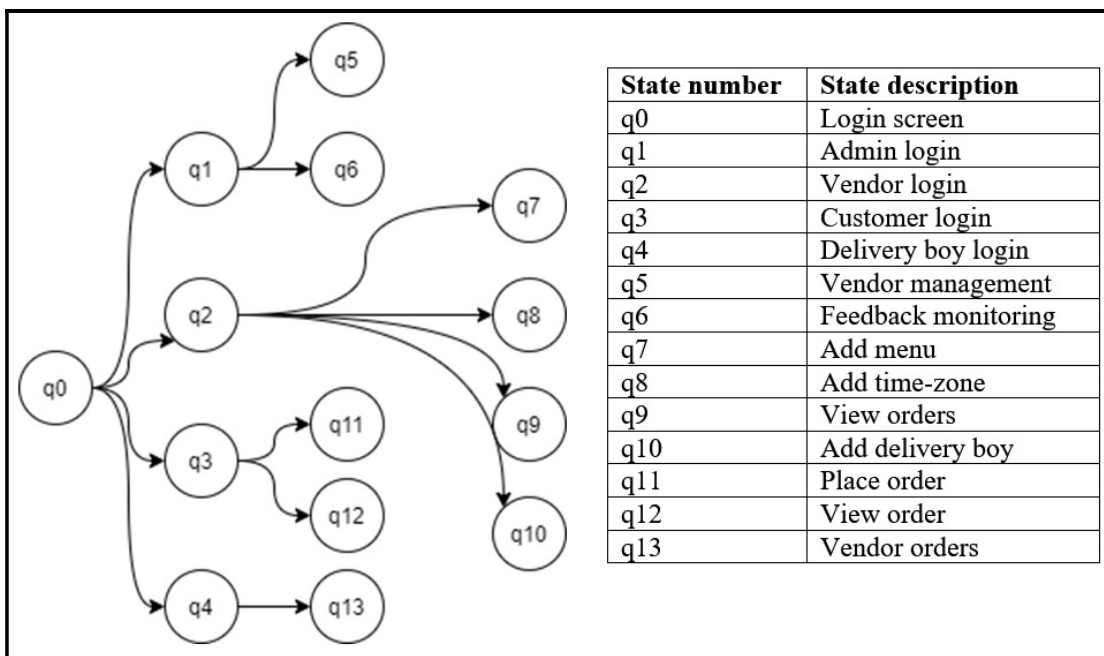 q5
q1
q6
q7
q2
q8
q0
q11
q9
q3
q12
q10
q4
q13
State number State description
q0 Login screen
q1 Admin login
q2 Vendor login
q3 Customer login
q4 Delivery boy login
q5 Vendor management
q6 Feedback monitoring
q7 Add menu
q8 Add time-zone
q9 View orders
q10 Add delivery boy
q11 Place order
q12 View order
q13 Vendor orders